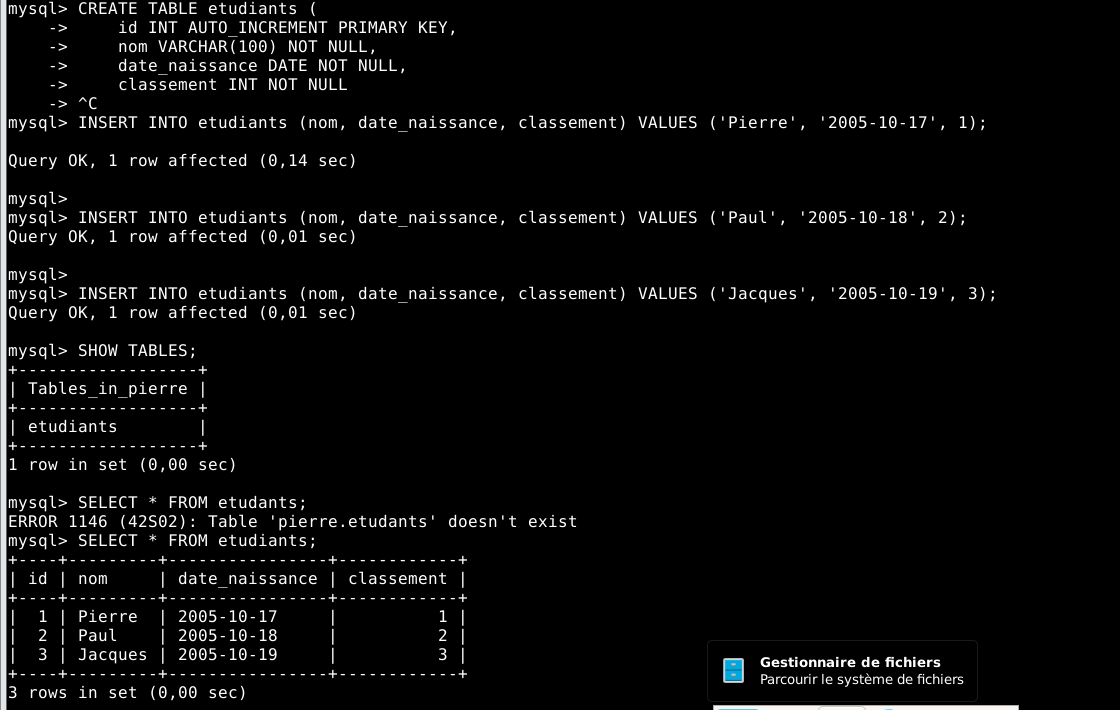 mysql> CREATE TABLE etudiants (
    ->     id INT AUTO_INCREMENT PRIMARY KEY,
    ->     nom VARCHAR(100) NOT NULL,
    ->     date_naissance DATE NOT NULL,
    ->     classement INT NOT NULL
    -> ^C
mysql> INSERT INTO etudiants (nom, date_naissance, classement) VALUES ('Pierre', '2005-10-17', 1);
Query OK, 1 row affected (0,14 sec)
mysql>
mysql> INSERT INTO etudiants (nom, date_naissance, classement) VALUES ('Paul', '2005-10-18', 2);
Query OK, 1 row affected (0,01 sec)
mysql>
mysql> INSERT INTO etudiants (nom, date_naissance, classement) VALUES ('Jacques', '2005-10-19', 3);
Query OK, 1 row affected (0,01 sec)
mysql> SHOW TABLES;
+------------------+
| Tables_in_pierre |
+------------------+
| etudiants        |
+------------------+
1 row in set (0,00 sec)
mysql> SELECT * FROM etudants;
ERROR 1146 (42S02): Table 'pierre.etudants' doesn't exist
mysql> SELECT * FROM etudiants;
+----+---------+----------------+------------+
| id | nom     | date_naissance | classement |
+----+---------+----------------+------------+
|  1 | Pierre  | 2005-10-17     |          1 |
|  2 | Paul    | 2005-10-18     |          2 |
|  3 | Jacques | 2005-10-19     |          3 |
+----+---------+----------------+------------+
3 rows in set (0,00 sec)
Gestionnaire de fichiers
Parcourir le système de fichiers